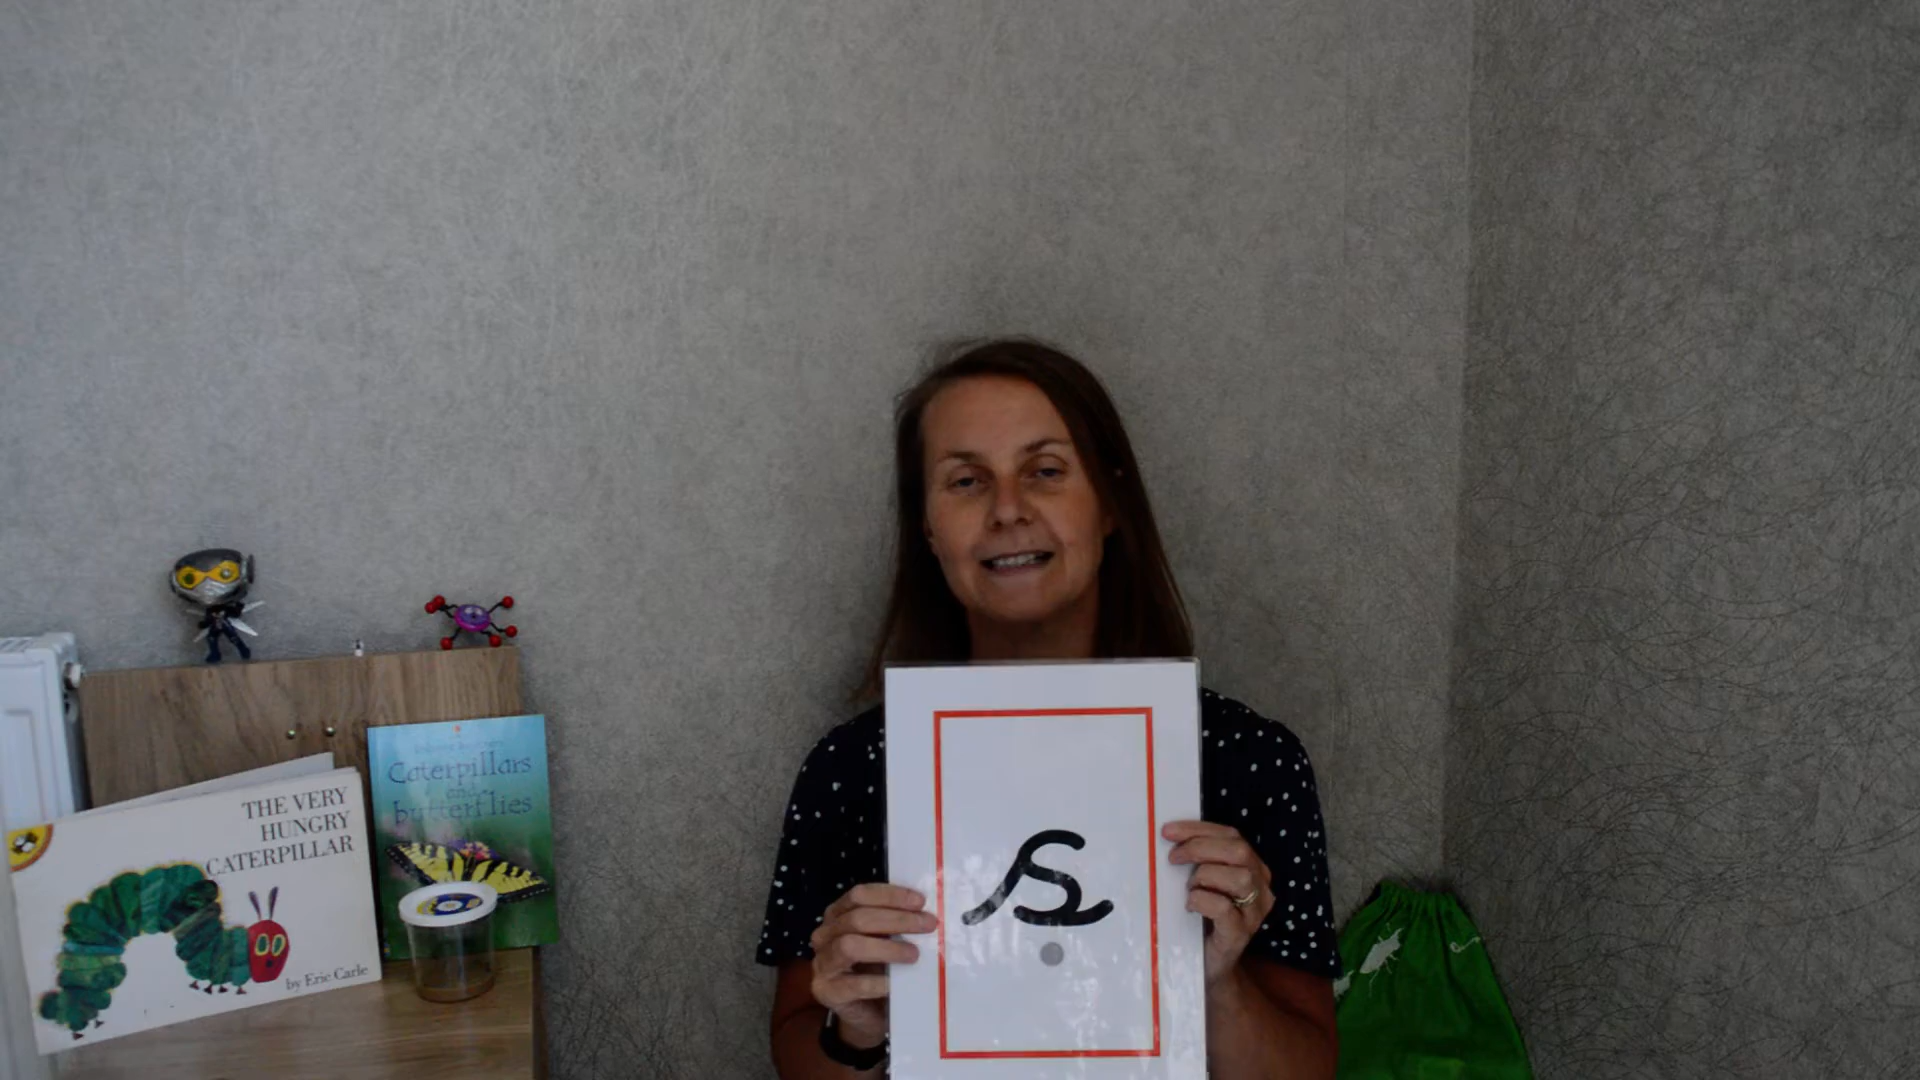 THE VERY
HUNGRY
CATERPILLAR
by Eric Carle
Caterpillars
and
butterflies
s